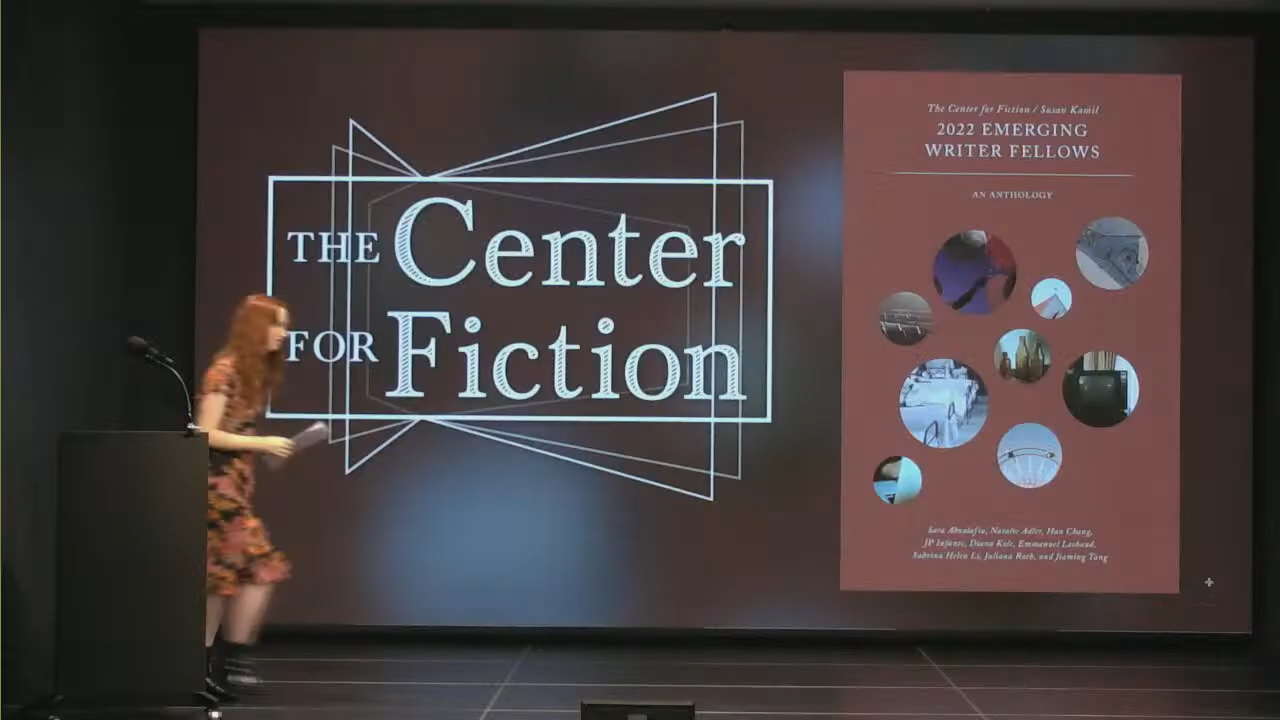 THE Center
FOR Fiction
The Center for Fiction / Susan Kamil
2022 EMERGING
WRITER FELLOWS
AN ANTHOLOGY
Sara Abuaiafia, Natalie Adler, Han Chang,
JP Infante, Diana Kole, Emmanuel Lachaud,
Sabrina Helen Li, Juliana Roth, and Jiaming Tang